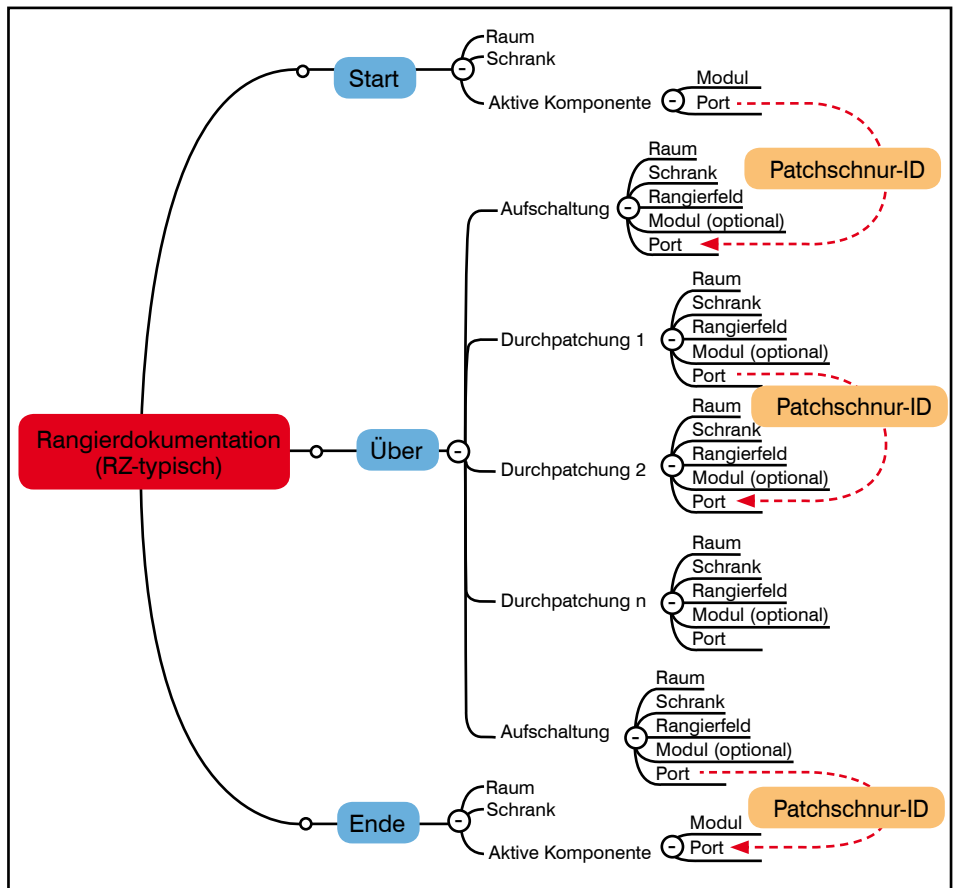 Raum
Schrank
Start
Aktive Komponente
Modul
Port
Patchschnur-ID
Aufschaltung
Raum
Schrank
Rangierfeld
Modul (optional)
Port
Durchpatchung 1
Raum
Schrank
Rangierfeld
Modul (optional)
Port
Patchschnur-ID
Rangierdokumentation
(RZ-typisch)
Über
Durchpatchung 2
Raum
Schrank
Rangierfeld
Modul (optional)
Port
Durchpatchung n
Raum
Schrank
Rangierfeld
Modul (optional)
Port
Aufschaltung
Raum
Schrank
Rangierfeld
Modul (optional)
Port
Patchschnur-ID
Ende
Raum
Schrank
Aktive Komponente
Modul
Port